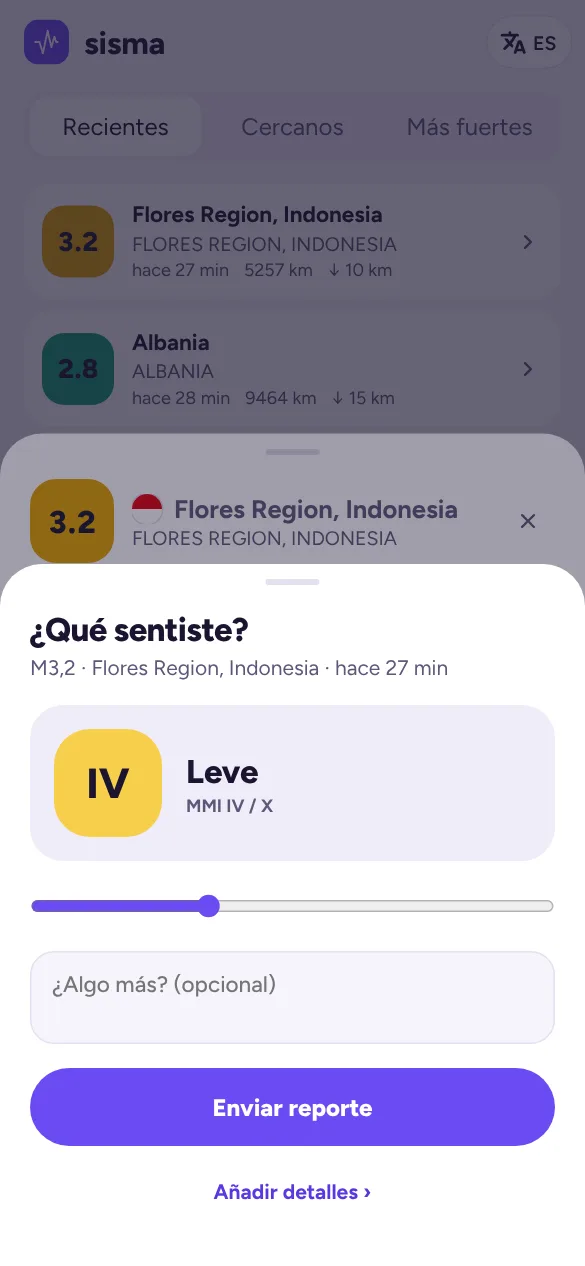 sisma
ES
Recientes
Cercanos
Más fuertes
3.2
Flores Region, Indonesia
FLORES REGION, INDONESIA
hace 27 min 5257 km ↓ 10 km
2.8
Albania
ALBANIA
hace 28 min 9464 km ↓ 15 km
3.2
Flores Region, Indonesia
FLORES REGION, INDONESIA
¿Qué sentiste?
M3,2 · Flores Region, Indonesia · hace 27 min
IV
Leve
MMI IV / X
¿Algo más? (opcional)
Enviar reporte
Añadir detalles ›